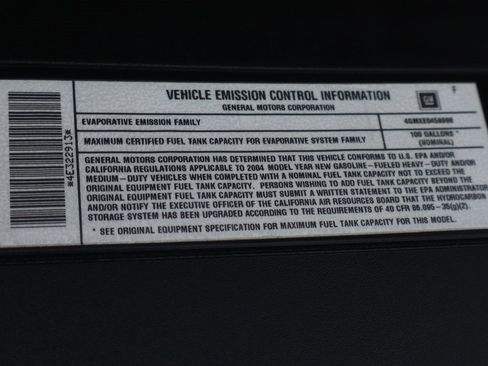 VEHICLE EMISSION CONTROL INFORMATION
GENERAL MOTORS CORPORATION
GM
F
EVAPORATIVE EMISSION FAMILY
MAXIMUM CERTIFIED FUEL TANK CAPACITY FOR EVAPORATIVE SYSTEM FAMILY
100 GALLONS *
(NOMINAL)
GENERAL MOTORS CORPORATION HAS DETERMINED THAT THIS VEHICLE CONFORMS TO U.S. EPA AND/OR
CALIFORNIA REGULATIONS APPLICABLE TO 2004 MODEL YEAR NEW GASOLINE-FUELED HEAVY-DUTY AND/OR
MEDIUM-DUTY VEHICLES WHEN COMPLETED WITH A NOMINAL FUEL TANK CAPACITY NOT TO EXCEED THE
ORIGINAL EQUIPMENT FUEL TANK CAPACITY. PERSONS WISHING TO ADD FUEL TANK CAPACITY BEYOND THE
ORIGINAL EQUIPMENT MAXIMUM MUST SUBMIT A WRITTEN STATEMENT TO THE EPA ADMINISTRATOR
AND/OR THE EXECUTIVE OFFICER OF THE CALIFORNIA AIR RESOURCES BOARD THAT THE HYDROCARBON
STORAGE SYSTEM HAS BEEN UPGRADED ACCORDING TO THE REQUIREMENTS OF 40 CFR 86.095-35(g)(2).
* SEE ORIGINAL EQUIPMENT SPECIFICATION FOR MAXIMUM FUEL TANK CAPACITY FOR THIS MODEL.
*4E322913*